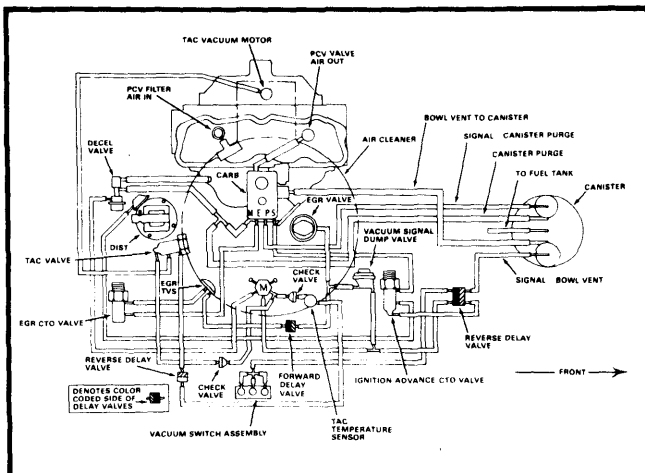 TAC VACUUM MOTOR
PCV VALVE
AIR OUT
PCV FILTER
AIR IN
BOWL VENT TO CANISTER
SIGNAL CANISTER PURGE
CANISTER PURGE
TO FUEL TANK
CANISTER
DECEL
VALVE
AIR CLEANER
CARB
M E P S
EGR VALVE
VACUUM SIGNAL
DUMP VALVE
DIST
TAC VALVE
CHECK
VALVE
M
EGR
TVS
SIGNAL BOWL VENT
EGR CTO VALVE
REVERSE DELAY
VALVE
REVERSE DELAY
VALVE
CHECK
VALVE
FORWARD
DELAY
VALVE
IGNITION ADVANCE CTO VALVE
FRONT
DENOTES COLOR
CODED SIDE OF
DELAY VALVES
VACUUM SWITCH ASSEMBLY
TAC
TEMPERATURE
SENSOR